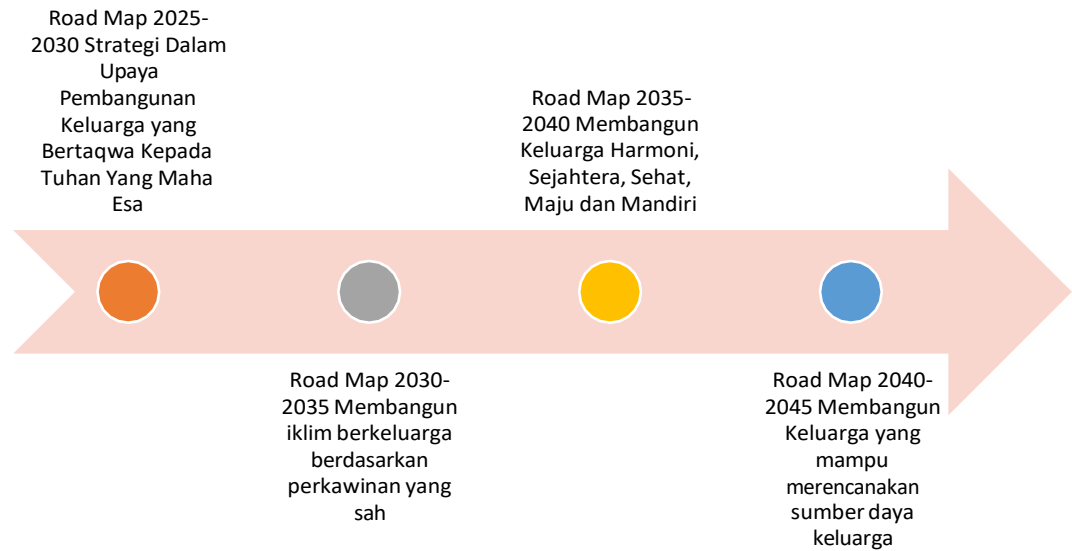 Road Map 2025-
2030 Strategi Dalam
Upaya
Pembangunan
Keluarga yang
Bertaqwa Kepada
Tuhan Yang Maha
Esa
Road Map 2030-
2035 Membangun
iklim berkeluarga
berdasarkan
perkawinan yang
sah
Road Map 2035-
2040 Membangun
Keluarga Harmoni,
Sejahtera, Sehat,
Maju dan Mandiri
Road Map 2040-
2045 Membangun
Keluarga yang
mampu
merencanakan
sumber daya
keluarga